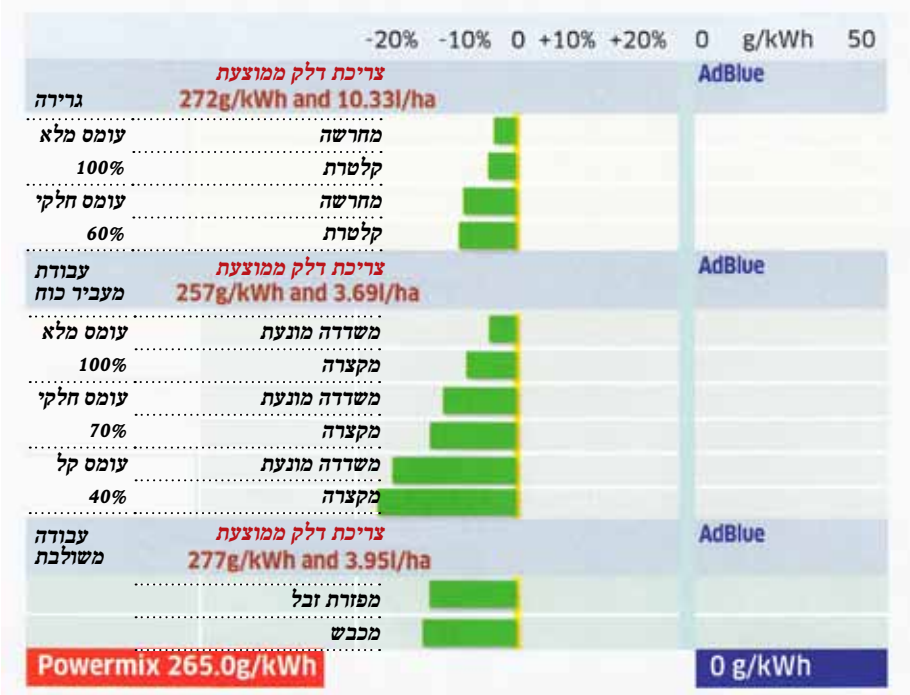 -20% -10% 0 +10% +20% 0 g/kWh 50
צריכת דלק ממוצעת AdBlue
גרירה 272g/kWh and 10.33l/ha
עומס מלא מחרשה
100% קלטרת
עומס חלקי מחרשה
60% קלטרת
עבודת צריכת דלק ממוצעת AdBlue
מעביר כוח 257g/kWh and 3.69l/ha
עומס מלא משדדה מונעת
100% מקצרה
עומס חלקי משדדה מונעת
70% מקצרה
עומס קל משדדה מונעת
40% מקצרה
עבודה צריכת דלק ממוצעת AdBlue
משולבת 277g/kWh and 3.95l/ha
מפזרת זבל
מכבש
Powermix 265.0g/kWh 0 g/kWh